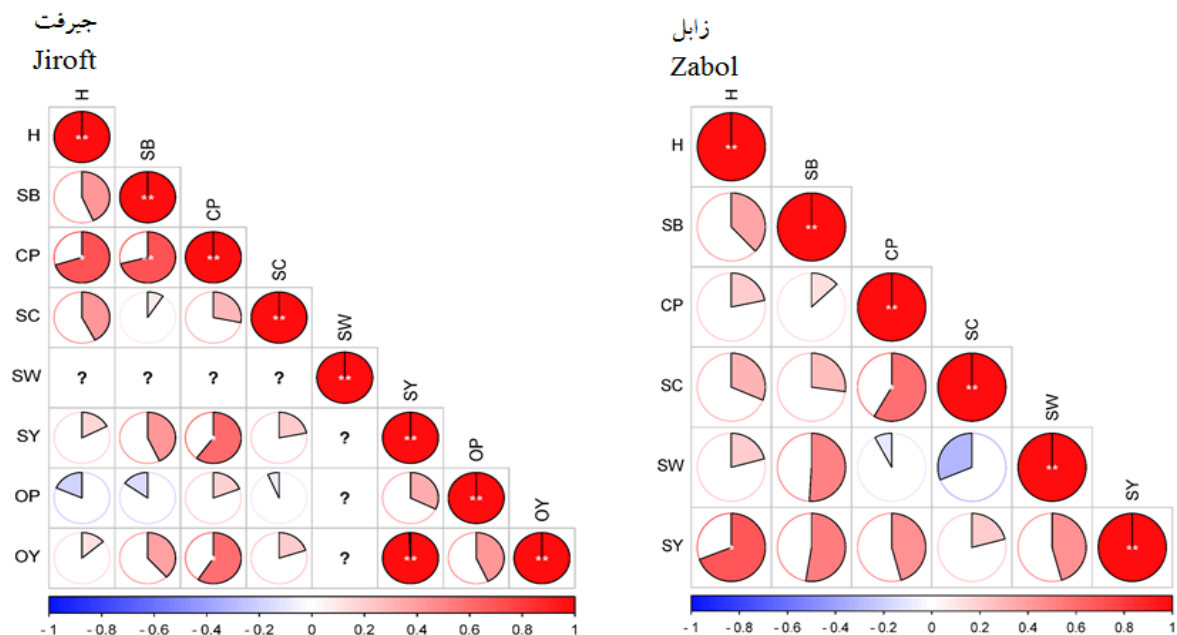 جيرفت
Jiroft
H
H
**
SB
SB
**
CP
CP
*
**
**
SC
SC
**
SW
SW
?
?
?
?
**
SY
SY
*
?
**
OP
OP
?
**
OY
OY
*
?
**
**
-1 -0.8 -0.6 -0.4 -0.2 0 0.2 0.4 0.6 0.8 1
زابل
Zabol
H
H
**
SB
SB
**
CP
CP
**
SC
SC
*
**
SW
SW
**
SY
SY
*
**
-1 -0.8 -0.6 -0.4 -0.2 0 0.2 0.4 0.6 0.8 1